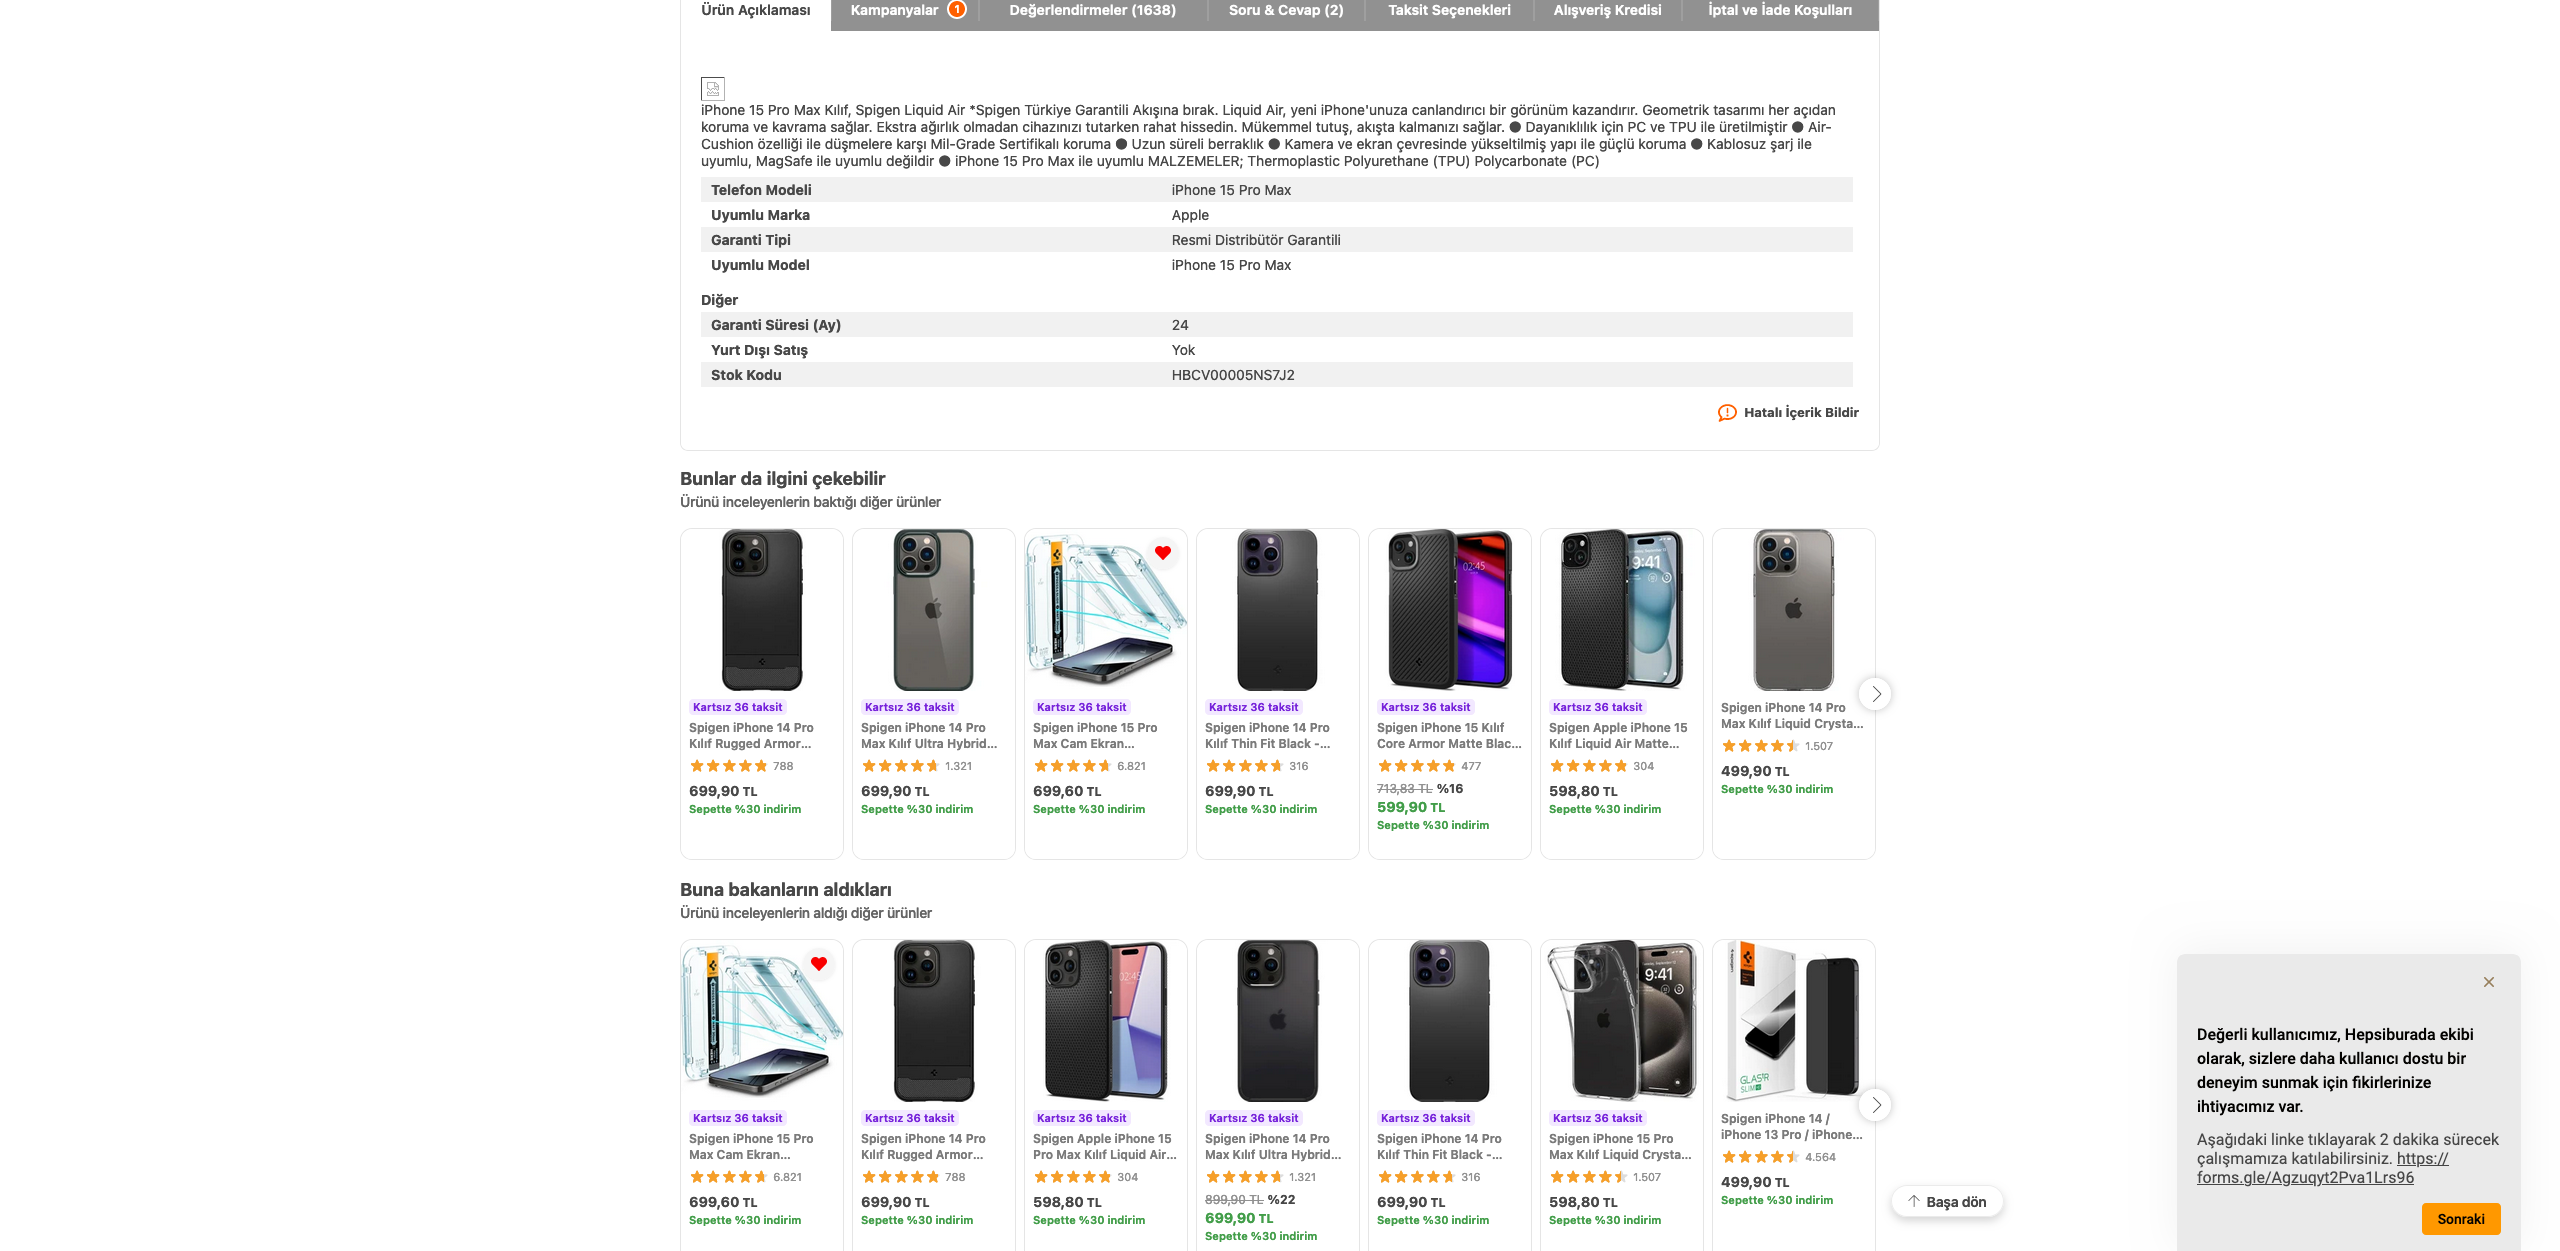 Ürün Açıklaması
Kampanyalar 1
Değerlendirmeler (1638)
Soru & Cevap (2)
Taksit Seçenekleri
Alışveriş Kredisi
İptal ve İade Koşulları
iPhone 15 Pro Max Kılıf, Spigen Liquid Air *Spigen Türkiye Garantili Akışına bırak. Liquid Air, yeni iPhone'unuza canlandırıcı bir görünüm kazandırır. Geometrik tasarımı her açıdan
koruma ve kavrama sağlar. Ekstra ağırlık olmadan cihazınızı tutarken rahat hissedin. Mükemmel tutuş, akışta kalmanızı sağlar. ● Dayanıklılık için PC ve TPU ile üretilmiştir ● Air-
Cushion özelliği ile düşmelere karşı Mil-Grade Sertifikalı koruma ● Uzun süreli berraklık ● Kamera ve ekran çevresinde yükseltilmiş yapı ile güçlü koruma ● Kablosuz şarj ile
uyumlu, MagSafe ile uyumlu değildir ● iPhone 15 Pro Max ile uyumlu MALZEMELER; Thermoplastic Polyurethane (TPU) Polycarbonate (PC)
Telefon Modeli iPhone 15 Pro Max
Uyumlu Marka Apple
Garanti Tipi Resmi Distribütör Garantili
Uyumlu Model iPhone 15 Pro Max
Diğer
Garanti Süresi (Ay) 24
Yurt Dışı Satış Yok
Stok Kodu HBCV00005NS7J2
Hatalı İçerik Bildir
Bunlar da ilgini çekebilir
Ürünü inceleyenlerin baktığı diğer ürünler
Kartsız 36 taksit
Spigen iPhone 14 Pro
Kılıf Rugged Armor...
788
699,90 TL
Sepette %30 indirim
Kartsız 36 taksit
Spigen iPhone 14 Pro
Max Kılıf Ultra Hybrid...
1.321
699,90 TL
Sepette %30 indirim
Kartsız 36 taksit
Spigen iPhone 15 Pro
Max Cam Ekran...
6.821
699,60 TL
Sepette %30 indirim
Kartsız 36 taksit
Spigen iPhone 14 Pro
Kılıf Thin Fit Black -...
316
699,90 TL
Sepette %30 indirim
02:45
Kartsız 36 taksit
Spigen iPhone 15 Kılıf
Core Armor Matte Blac...
477
713,83 TL %16
599,90 TL
Sepette %30 indirim
9:41
Kartsız 36 taksit
Spigen Apple iPhone 15
Kılıf Liquid Air Matte...
304
598,80 TL
Sepette %30 indirim
Spigen iPhone 14 Pro
Max Kılıf Liquid Crysta...
1.507
499,90 TL
Sepette %30 indirim
Buna bakanların aldıkları
Ürünü inceleyenlerin aldığı diğer ürünler
Kartsız 36 taksit
Spigen iPhone 15 Pro
Max Cam Ekran...
6.821
699,60 TL
Sepette %30 indirim
Kartsız 36 taksit
Spigen iPhone 14 Pro
Kılıf Rugged Armor...
788
699,90 TL
Sepette %30 indirim
02:45
Kartsız 36 taksit
Spigen Apple iPhone 15
Pro Max Kılıf Liquid Air...
304
598,80 TL
Sepette %30 indirim
Kartsız 36 taksit
Spigen iPhone 14 Pro
Max Kılıf Ultra Hybrid...
1.321
899,90 TL %22
699,90 TL
Sepette %30 indirim
Kartsız 36 taksit
Spigen iPhone 14 Pro
Kılıf Thin Fit Black -...
316
699,90 TL
Sepette %30 indirim
9:41
Kartsız 36 taksit
Spigen iPhone 15 Pro
Max Kılıf Liquid Crysta...
1.507
598,80 TL
Sepette %30 indirim
GLAS.tR
SLIM
Spigen iPhone 14 /
iPhone 13 Pro / iPhone...
4.564
499,90 TL
Sepette %30 indirim
Başa dön
Değerli kullanıcımız, Hepsiburada ekibi
olarak, sizlere daha kullanıcı dostu bir
deneyim sunmak için fikirlerinize
ihtiyacımız var.
Aşağıdaki linke tıklayarak 2 dakika sürecek
çalışmamıza katılabilirsiniz. https://
forms.gle/Agzuqyt2Pva1Lrs96
Sonraki